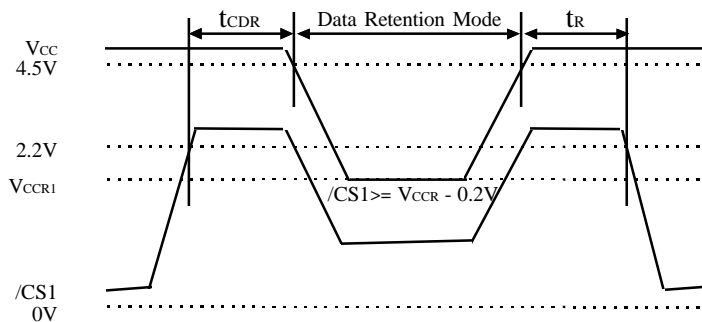 tCDR Data Retention Mode tR
VCC
4.5V
2.2V
VCCR1
/CS1>= VCCR - 0.2V
/CS1
0V